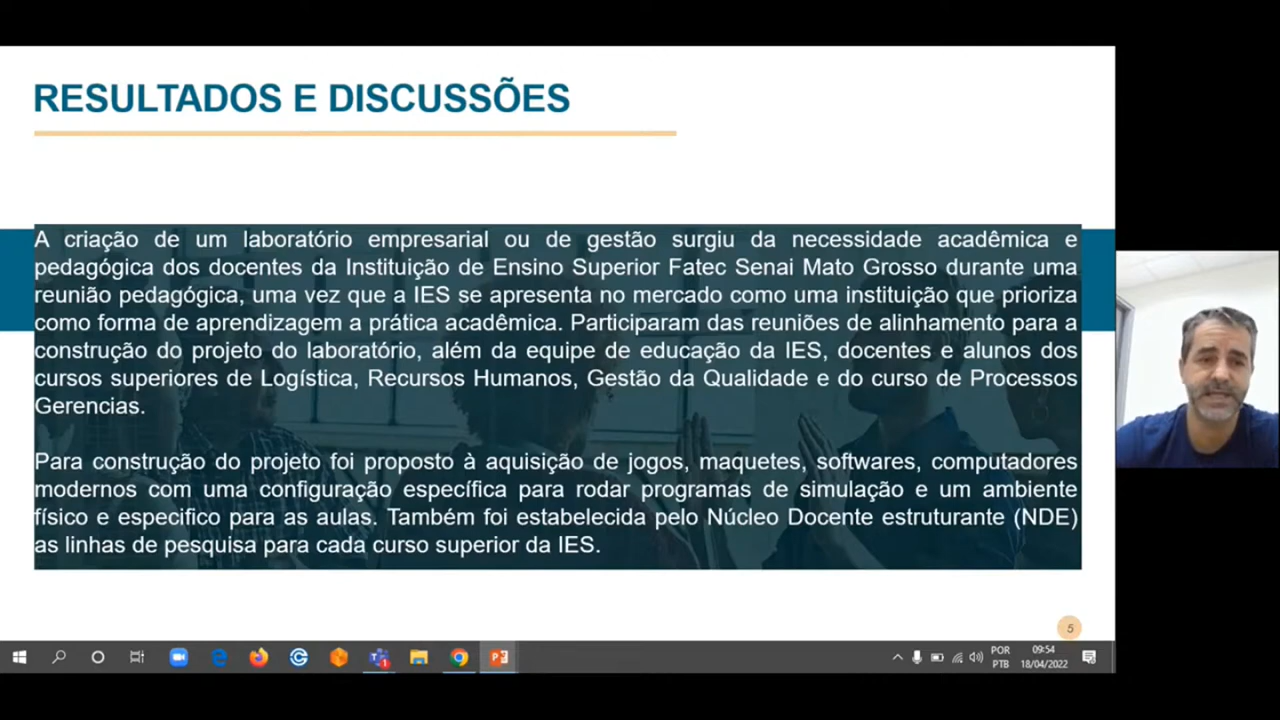 RESULTADOS E DISCUSSÕES
A criação de um laboratório empresarial ou de gestão surgiu da necessidade acadêmica e
pedagógica dos docentes da Instituição de Ensino Superior Fatec Senai Mato Grosso durante uma
reunião pedagógica, uma vez que a IES se apresenta no mercado como uma instituição que prioriza
como forma de aprendizagem a prática acadêmica. Participaram das reuniões de alinhamento para a
construção do projeto do laboratório, além da equipe de educação da IES, docentes e alunos dos
cursos superiores de Logística, Recursos Humanos, Gestão da Qualidade e do curso de Processos
Gerencias.
Para construção do projeto foi proposto à aquisição de jogos, maquetes, softwares, computadores
modernos com uma configuração específica para rodar programas de simulação e um ambiente
físico e especifico para as aulas. Também foi estabelecida pelo Núcleo Docente estruturante (NDE)
as linhas de pesquisa para cada curso superior da IES.
5
POR
PTB
09:54
18/04/2022